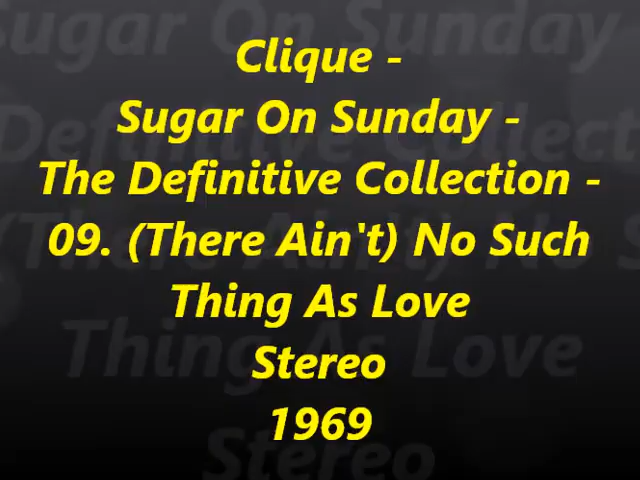 Clique -
Sugar On Sunday -
The Definitive Collection -
09. (There Ain't) No Such
Thing As Love
Stereo
1969